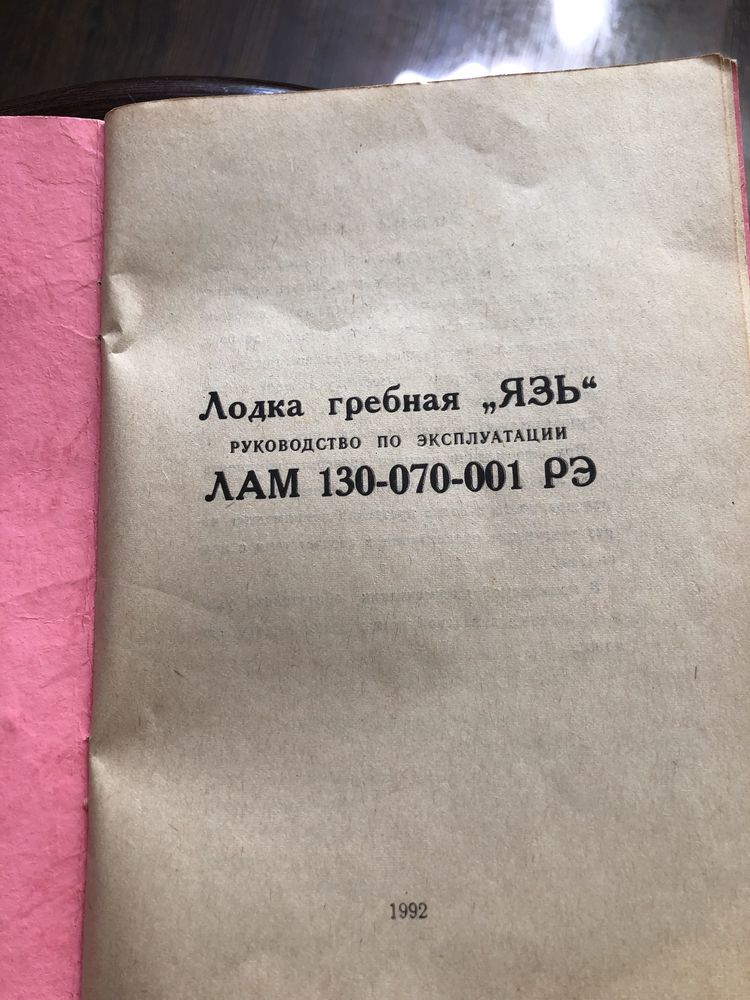 Лодка гребная „ЯЗЬ“
РУКОВОДСТВО ПО ЭКСПЛУАТАЦИИ
ЛАМ 130-070-001 РЭ
1992